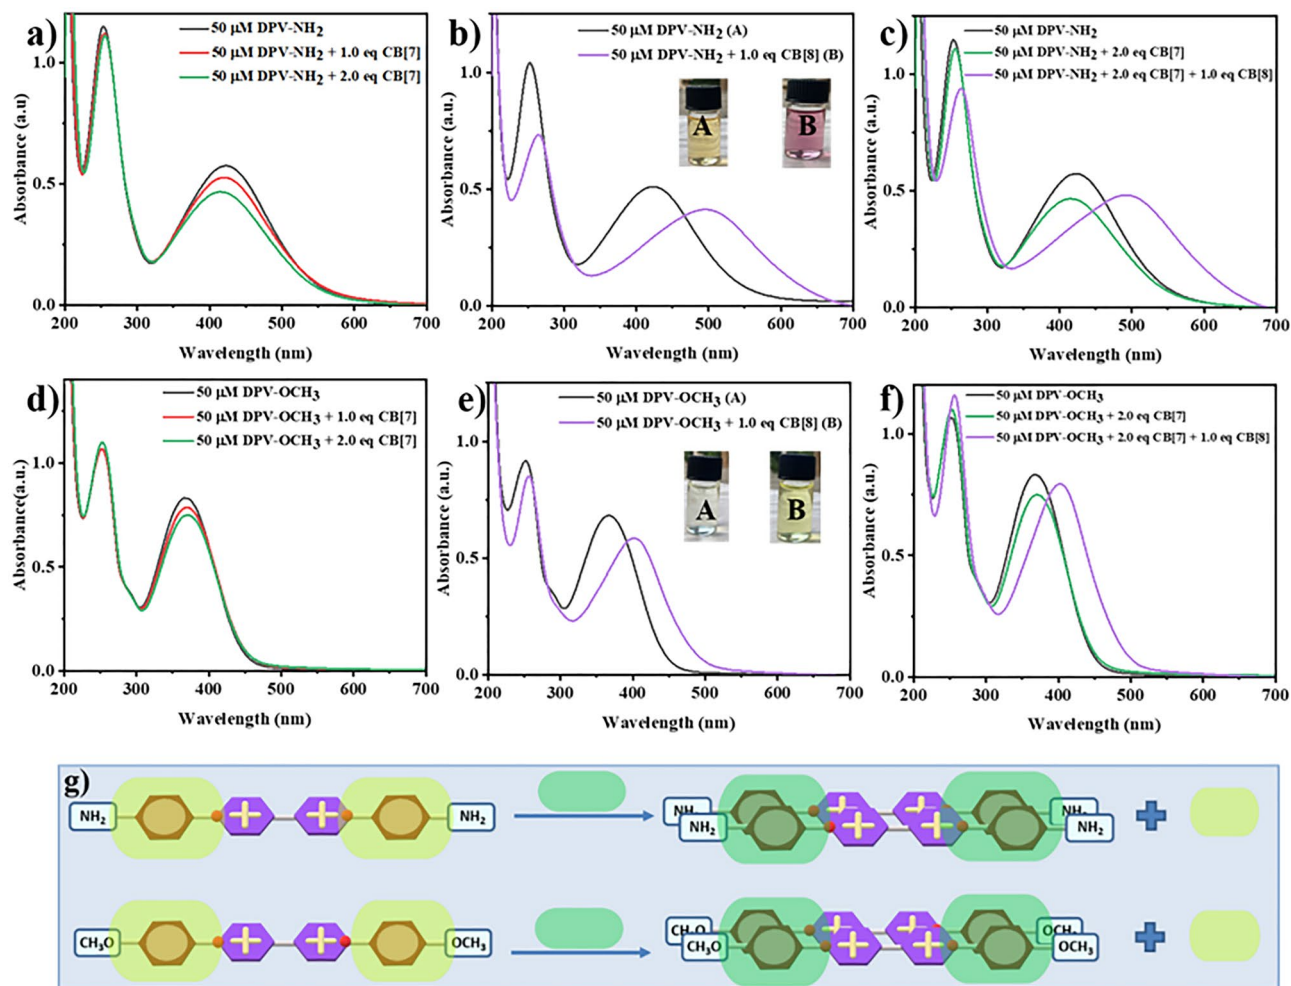 a)
50 μM DPV-NH2
50 μM DPV-NH2 + 1.0 eq CB[7]
50 μM DPV-NH2 + 2.0 eq CB[7]
Absorbance (a.u)
1.0
0.5
0.0
200 300 400 500 600 700
Wavelength (nm)
b)
50 μM DPV-NH2 (A)
50 μM DPV-NH2 + 1.0 eq CB[8] (B)
A
B
Absorbance (a.u.)
1.0
0.5
0.0
200 300 400 500 600 700
Wavelength (nm)
c)
50 μM DPV-NH2
50 μM DPV-NH2 + 2.0 eq CB[7]
50 μM DPV-NH2 + 2.0 eq CB[7] + 1.0 eq CB[8]
Absorbance (a.u.)
1.0
0.5
0.0
200 300 400 500 600 700
Wavelength (nm)
d)
50 μM DPV-OCH3
50 μM DPV-OCH3 + 1.0 eq CB[7]
50 μM DPV-OCH3 + 2.0 eq CB[7]
Absorbance(a.u.)
1.0
0.5
0.0
200 300 400 500 600 700
Wavelength (nm)
e)
50 μM DPV-OCH3 (A)
50 μM DPV-OCH3 + 1.0 eq CB[8] (B)
A
B
Absorbance (a.u.)
1.0
0.5
0.0
200 300 400 500 600 700
Wavelength (nm)
f)
50 μM DPV-OCH3
50 μM DPV-OCH3 + 2.0 eq CB[7]
50 μM DPV-OCH3 + 2.0 eq CB[7] + 1.0 eq CB[8]
Absorbance (a.u.)
1.0
0.5
0.0
200 300 400 500 600 700
Wavelength (nm)
g)
NH2 + + NH2
NH2 NH2
CH3O + + OCH3
CH3O OCH3